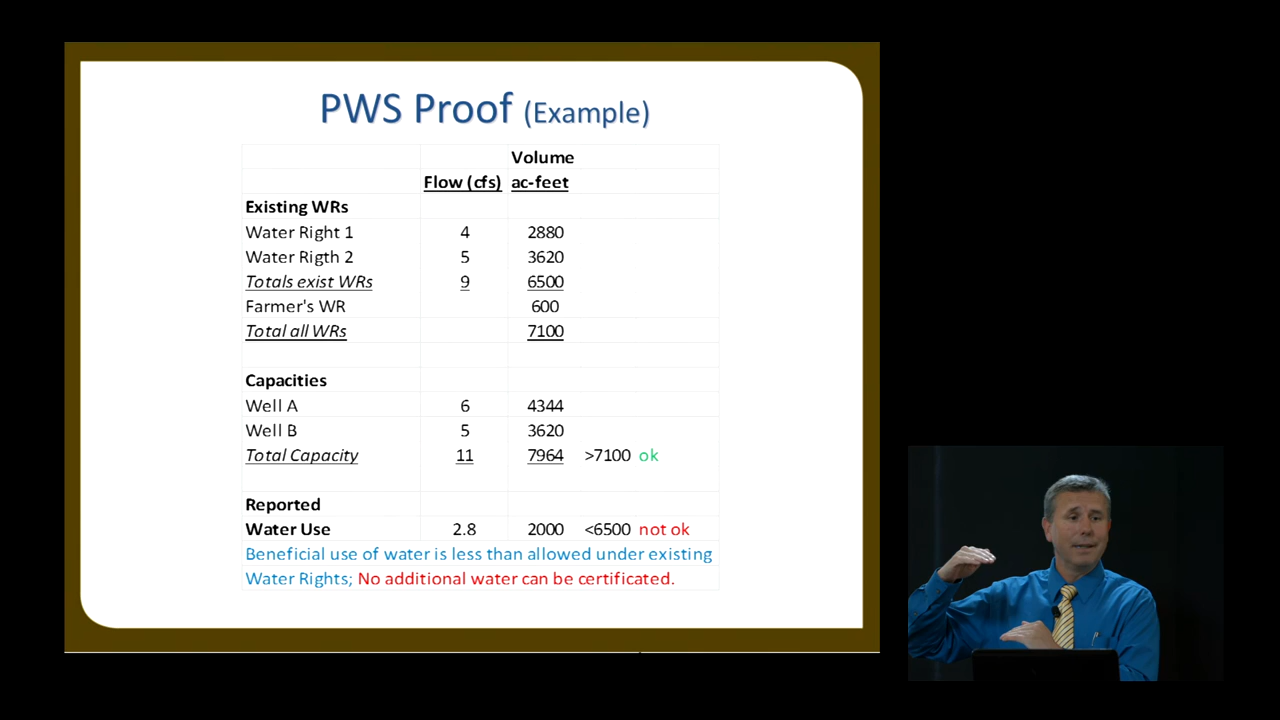 PWS Proof (Example)
Volume
Flow (cfs) ac-feet
Existing WRs
Water Right 1 4 2880
Water Rigth 2 5 3620
Totals exist WRs 9 6500
Farmer's WR 600
Total all WRs 7100
Capacities
Well A 6 4344
Well B 5 3620
Total Capacity 11 7964 >7100 ok
Reported
Water Use 2.8 2000 <6500 not ok
Beneficial use of water is less than allowed under existing
Water Rights; No additional water can be certificated.